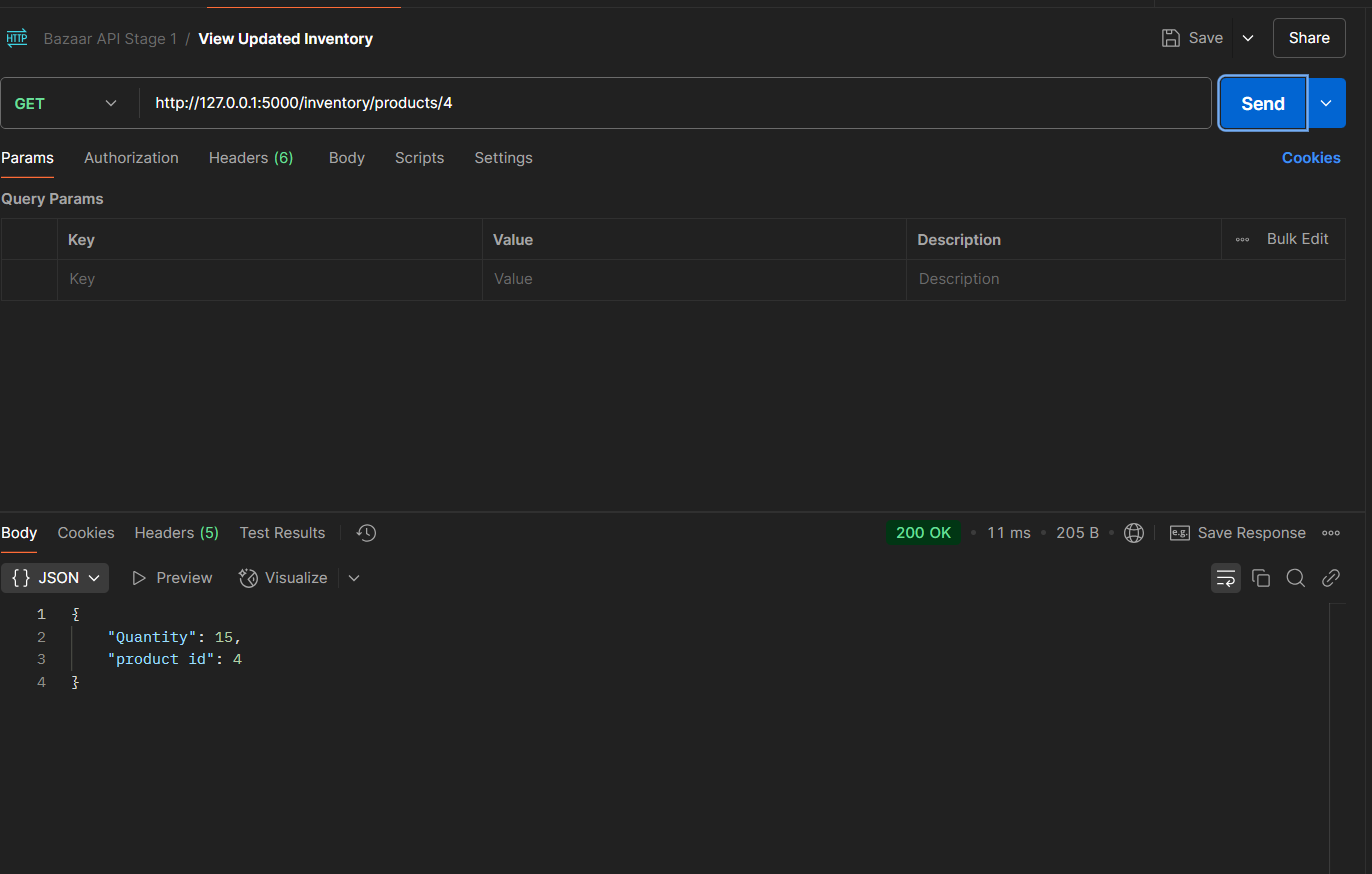 HTTP Bazaar API Stage 1 / View Updated Inventory Save Share
GET http://127.0.0.1:5000/inventory/products/4 Send
Params Authorization Headers (6) Body Scripts Settings Cookies
Query Params
Key Value Description Bulk Edit
Key Value Description
Body Cookies Headers (5) Test Results 200 OK • 11 ms • 205 B • e.g. Save Response
{} JSON Preview Visualize
1 {
2 "Quantity": 15,
3 "product id": 4
4 }